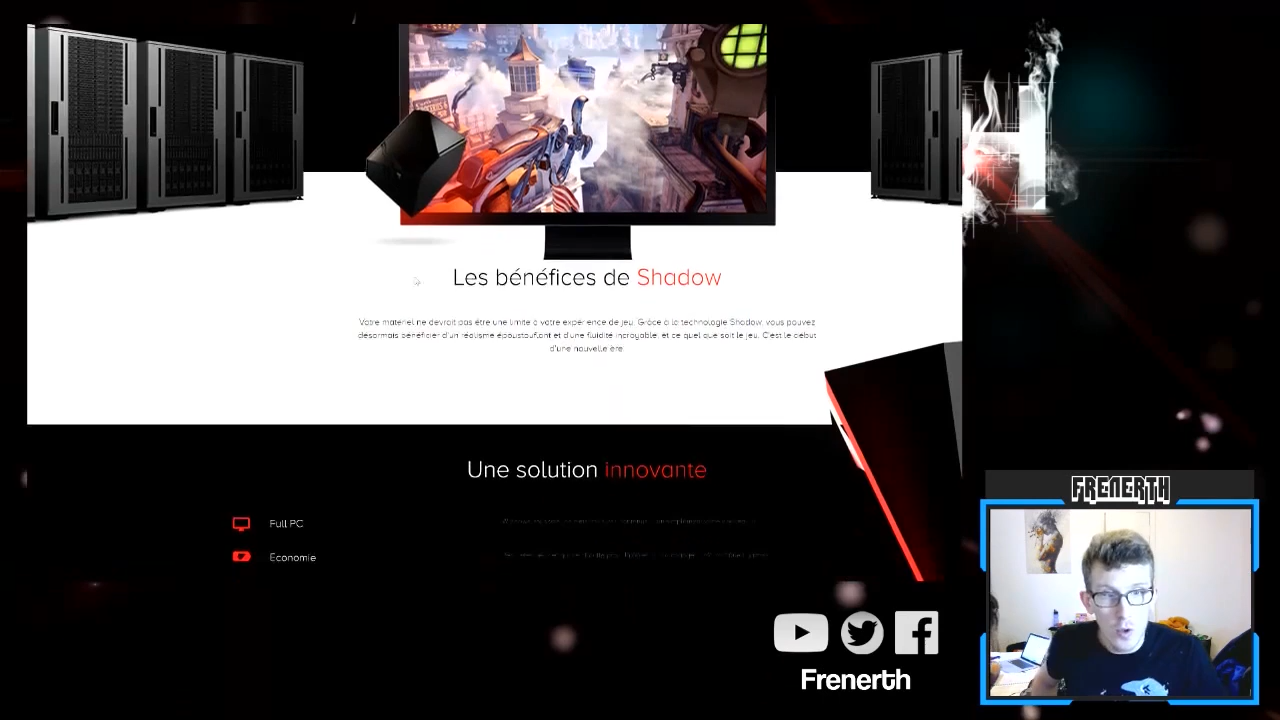 Les bénéfices de Shadow
Votre materiel ne devrait pas être une limite à votre expérience de jeu. Grâce à la technologie Shadow, vous pouvez
désormais bénéficier d'un réalisme époustouflant et d'une fluidité incroyable, et ce quel que soit le jeu. C'est le début
d'une nouvelle ère
Une solution innovante
Full PC
Economie
FRENERTH
Frenerth